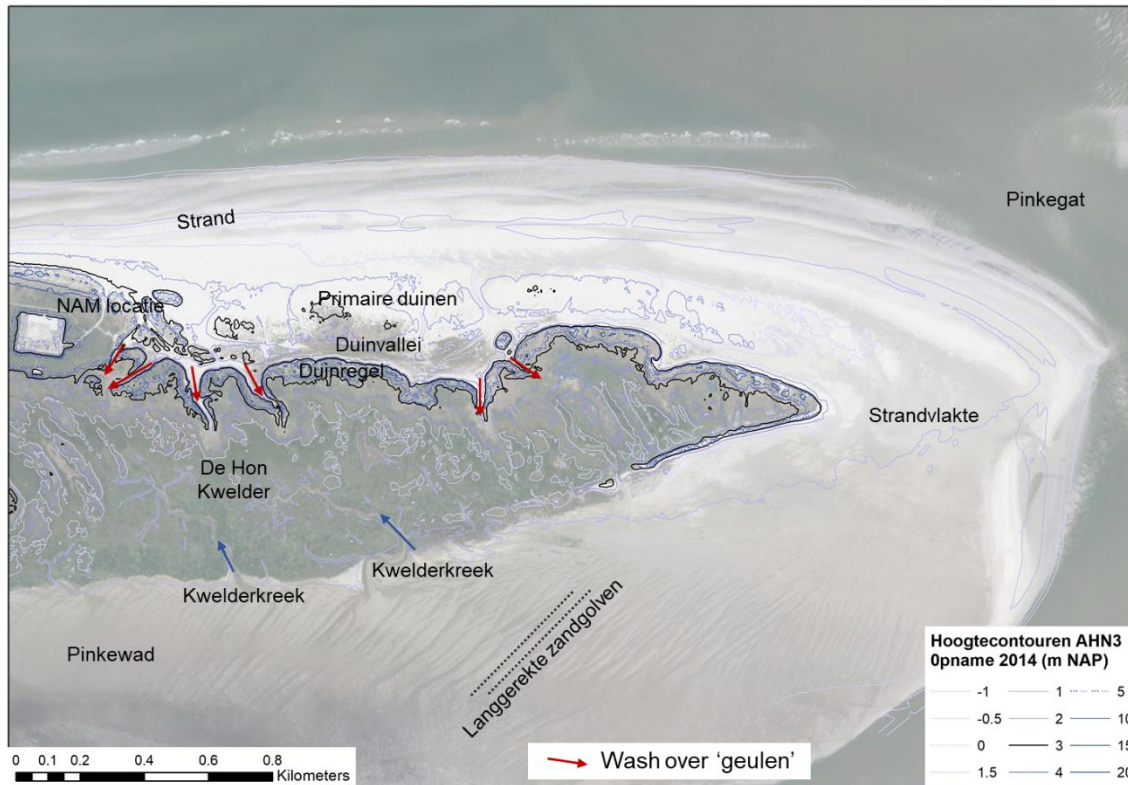 Pinkegat
Strand
NAM locatie
Primaire duinen
Duinvallei
Duinregel
Strandvlakte
De Hon
Kwelder
Kwelderkreek
Kwelderkreek
Pinkewad
Langgerekte zandgolven
Hoogtecontouren AHN3
0pname 2014 (m NAP)
-1 1 5
-0.5 2 10
0 3 15
1.5 4 20
0 0.2 0.4 0.6 0.8
Kilometers
Wash over ‘geulen’